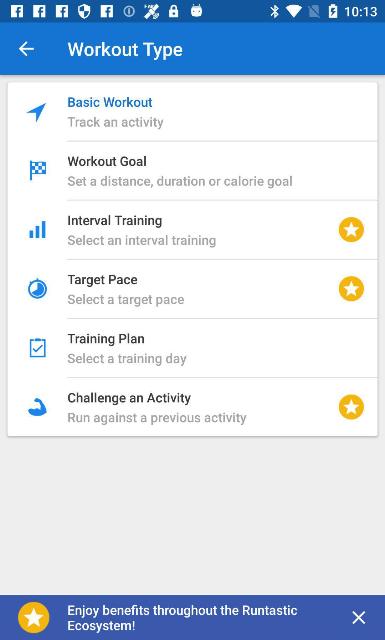 10:13
Workout Type
Basic Workout
Track an activity
Workout Goal
Set a distance, duration or calorie goal
Interval Training
Select an interval training
Target Pace
Select a target pace
Training Plan
Select a training day
Challenge an Activity
Run against a previous activity
Enjoy benefits throughout the Runtastic
Ecosystem!